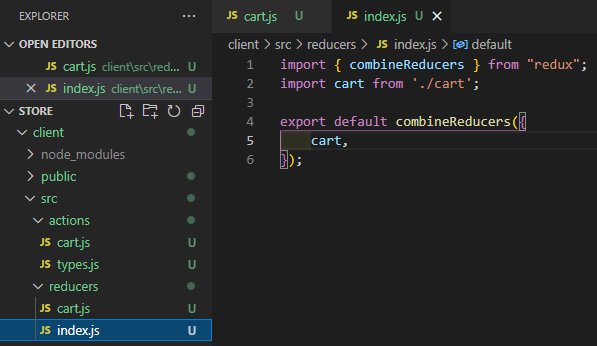 EXPLORER ...
JS cart.js U
JS index.js U
OPEN EDITORS
JS cart.js client\src\red... U
JS index.js client\src\re... U
STORE
client
node_modules
public
src
actions
JS cart.js U
JS types.js U
reducers
JS cart.js U
JS index.js U
client > src > reducers > JS index.js > default
1 import { combineReducers } from "redux";
2 import cart from './cart';
3
4 export default combineReducers({
5 cart,
6 });